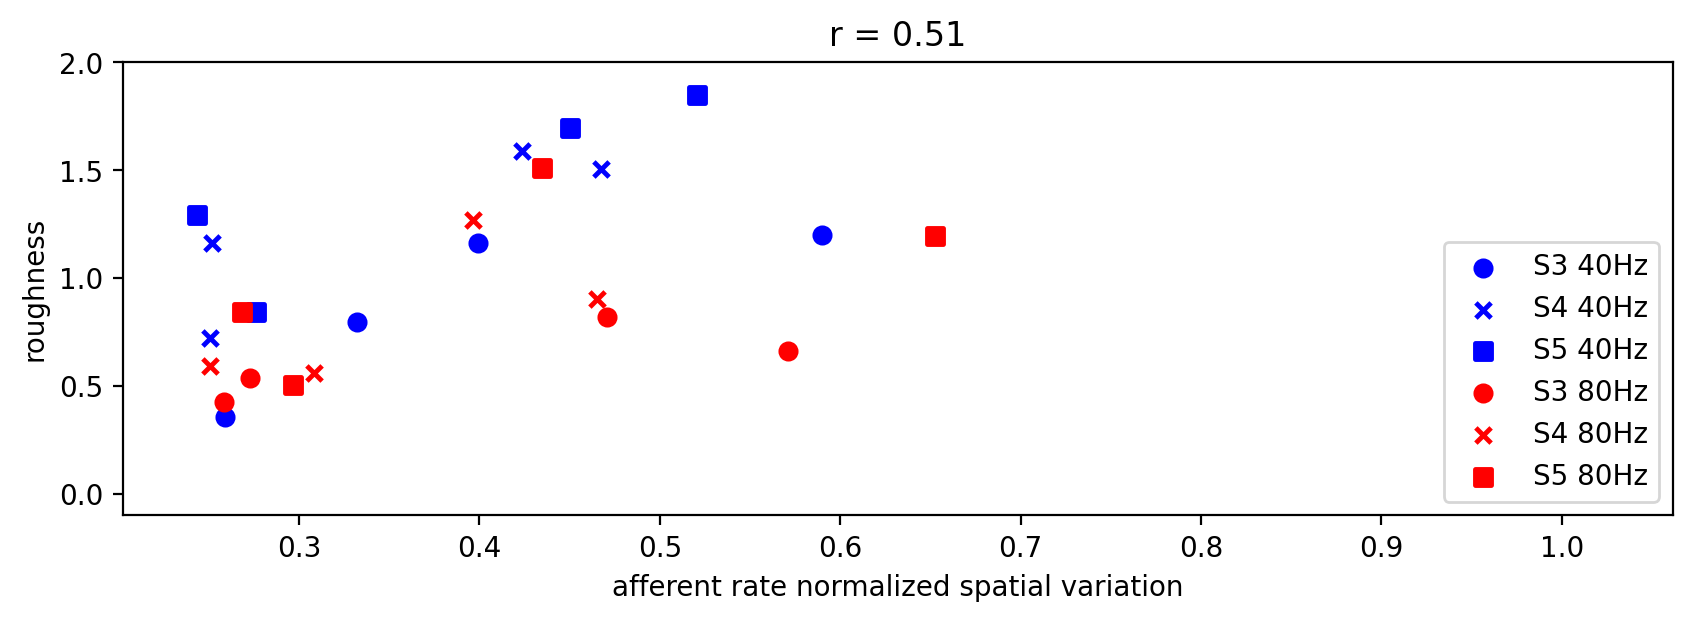 r = 0.51
2.0
1.5
1.0
0.5
0.0
roughness
S3 40Hz
S4 40Hz
S5 40Hz
S3 80Hz
S4 80Hz
S5 80Hz
0.3 0.4 0.5 0.6 0.7 0.8 0.9 1.0
afferent rate normalized spatial variation